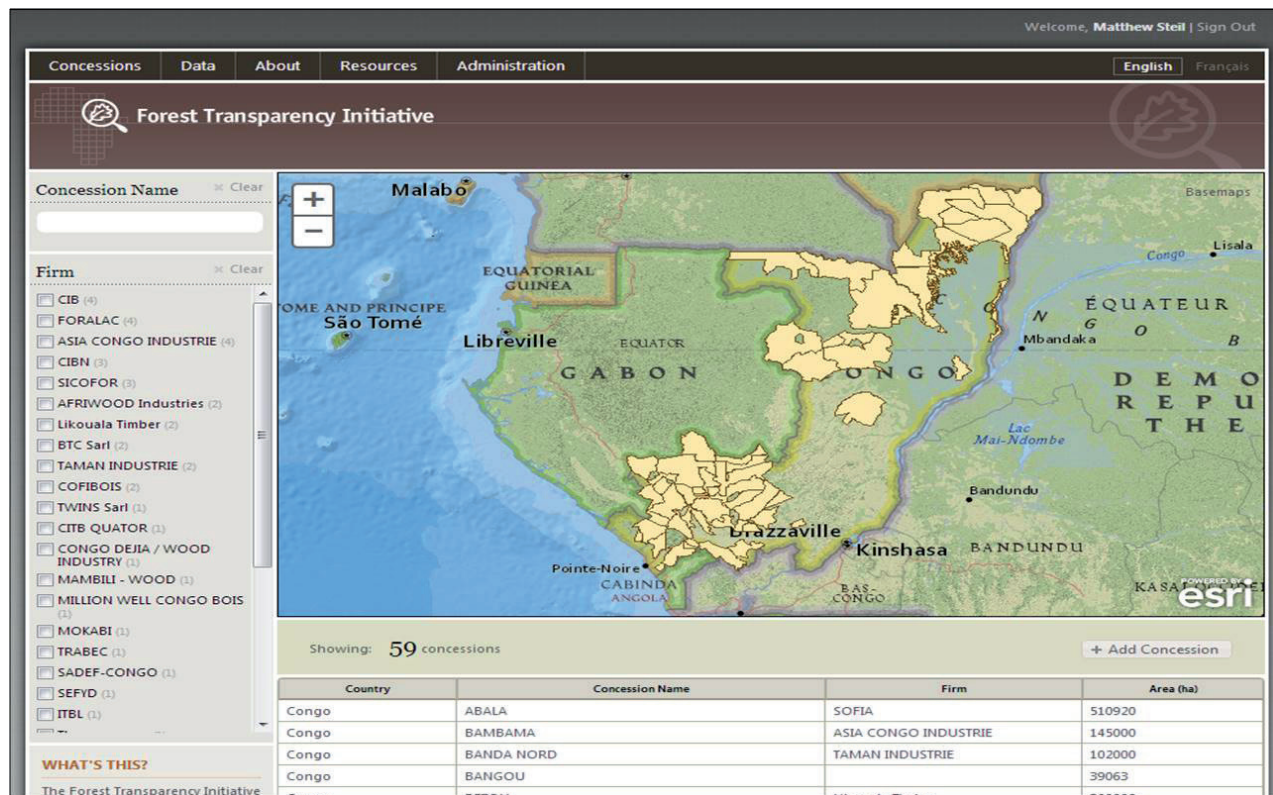 Welcome, Matthew Steil | Sign Out
Concessions Data About Resources Administration English Français
Forest Transparency Initiative
Concession Name × Clear
Firm × Clear
CIB (4)
FORALAC (4)
ASIA CONGO INDUSTRIE (4)
CIBN (3)
SICOFOR (3)
AFRIWOOD Industries (2)
Likouala Timber (2)
BTC Sarl (2)
TAMAN INDUSTRIE (2)
COFIBOIS (2)
TWINS Sarl (1)
CITB QUATOR (1)
CONGO DEJIA / WOOD
INDUSTRY (1)
MAMBILI - WOOD (1)
MILLION WELL CONGO BOIS
(1)
MOKABI (1)
TRABEC (1)
SADEF-CONGO (1)
SEFYD (1)
ITBL (1)
WHAT'S THIS?
The Forest Transparency Initiative
+
−
Basemaps
Malabo
EQUATORIAL
GUINEA
OME AND PRINCIPE
São Tomé
Libreville
EQUATOR
GABON
CONGO
Congo
Lisala
ÉQUATEUR
Mbandaka
N
G
O
B
DEMO
REPU
THE
Lac
Mai-Ndombe
Bandundu
Brazzaville
Kinshasa
BANDUNDU
Pointe-Noire
CABINDA
ANGOLA
BAS-
CONGO
POWERED BY
esri
Showing: 59 concessions
+ Add Concession
Country Concession Name Firm Area (ha)
Congo ABALA SOFIA 510920
Congo BAMBAMA ASIA CONGO INDUSTRIE 145000
Congo BANDA NORD TAMAN INDUSTRIE 102000
Congo BANGOU 39063